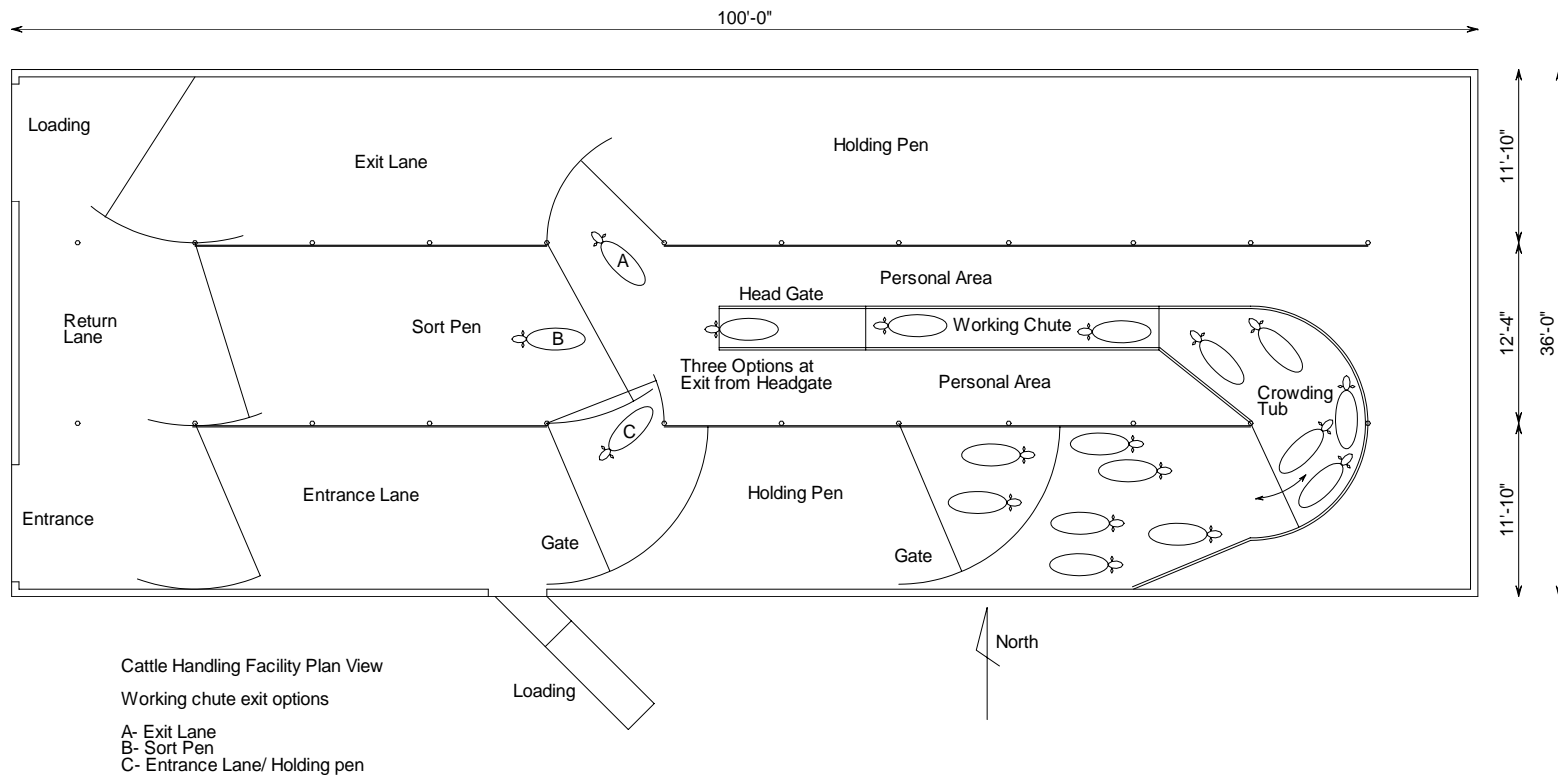 100'-0"
Loading
Exit Lane
Holding Pen
11'-10"
A
Personal Area
Head Gate
Return
Lane
Sort Pen
B
Working Chute
12'-4"
36'-0"
Three Options at
Exit from Headgate
Personal Area
Crowding
Tub
C
Entrance Lane
Holding Pen
11'-10"
Entrance
Gate
Gate
North
Cattle Handling Facility Plan View
Loading
Working chute exit options
A- Exit Lane
B- Sort Pen
C- Entrance Lane/ Holding pen